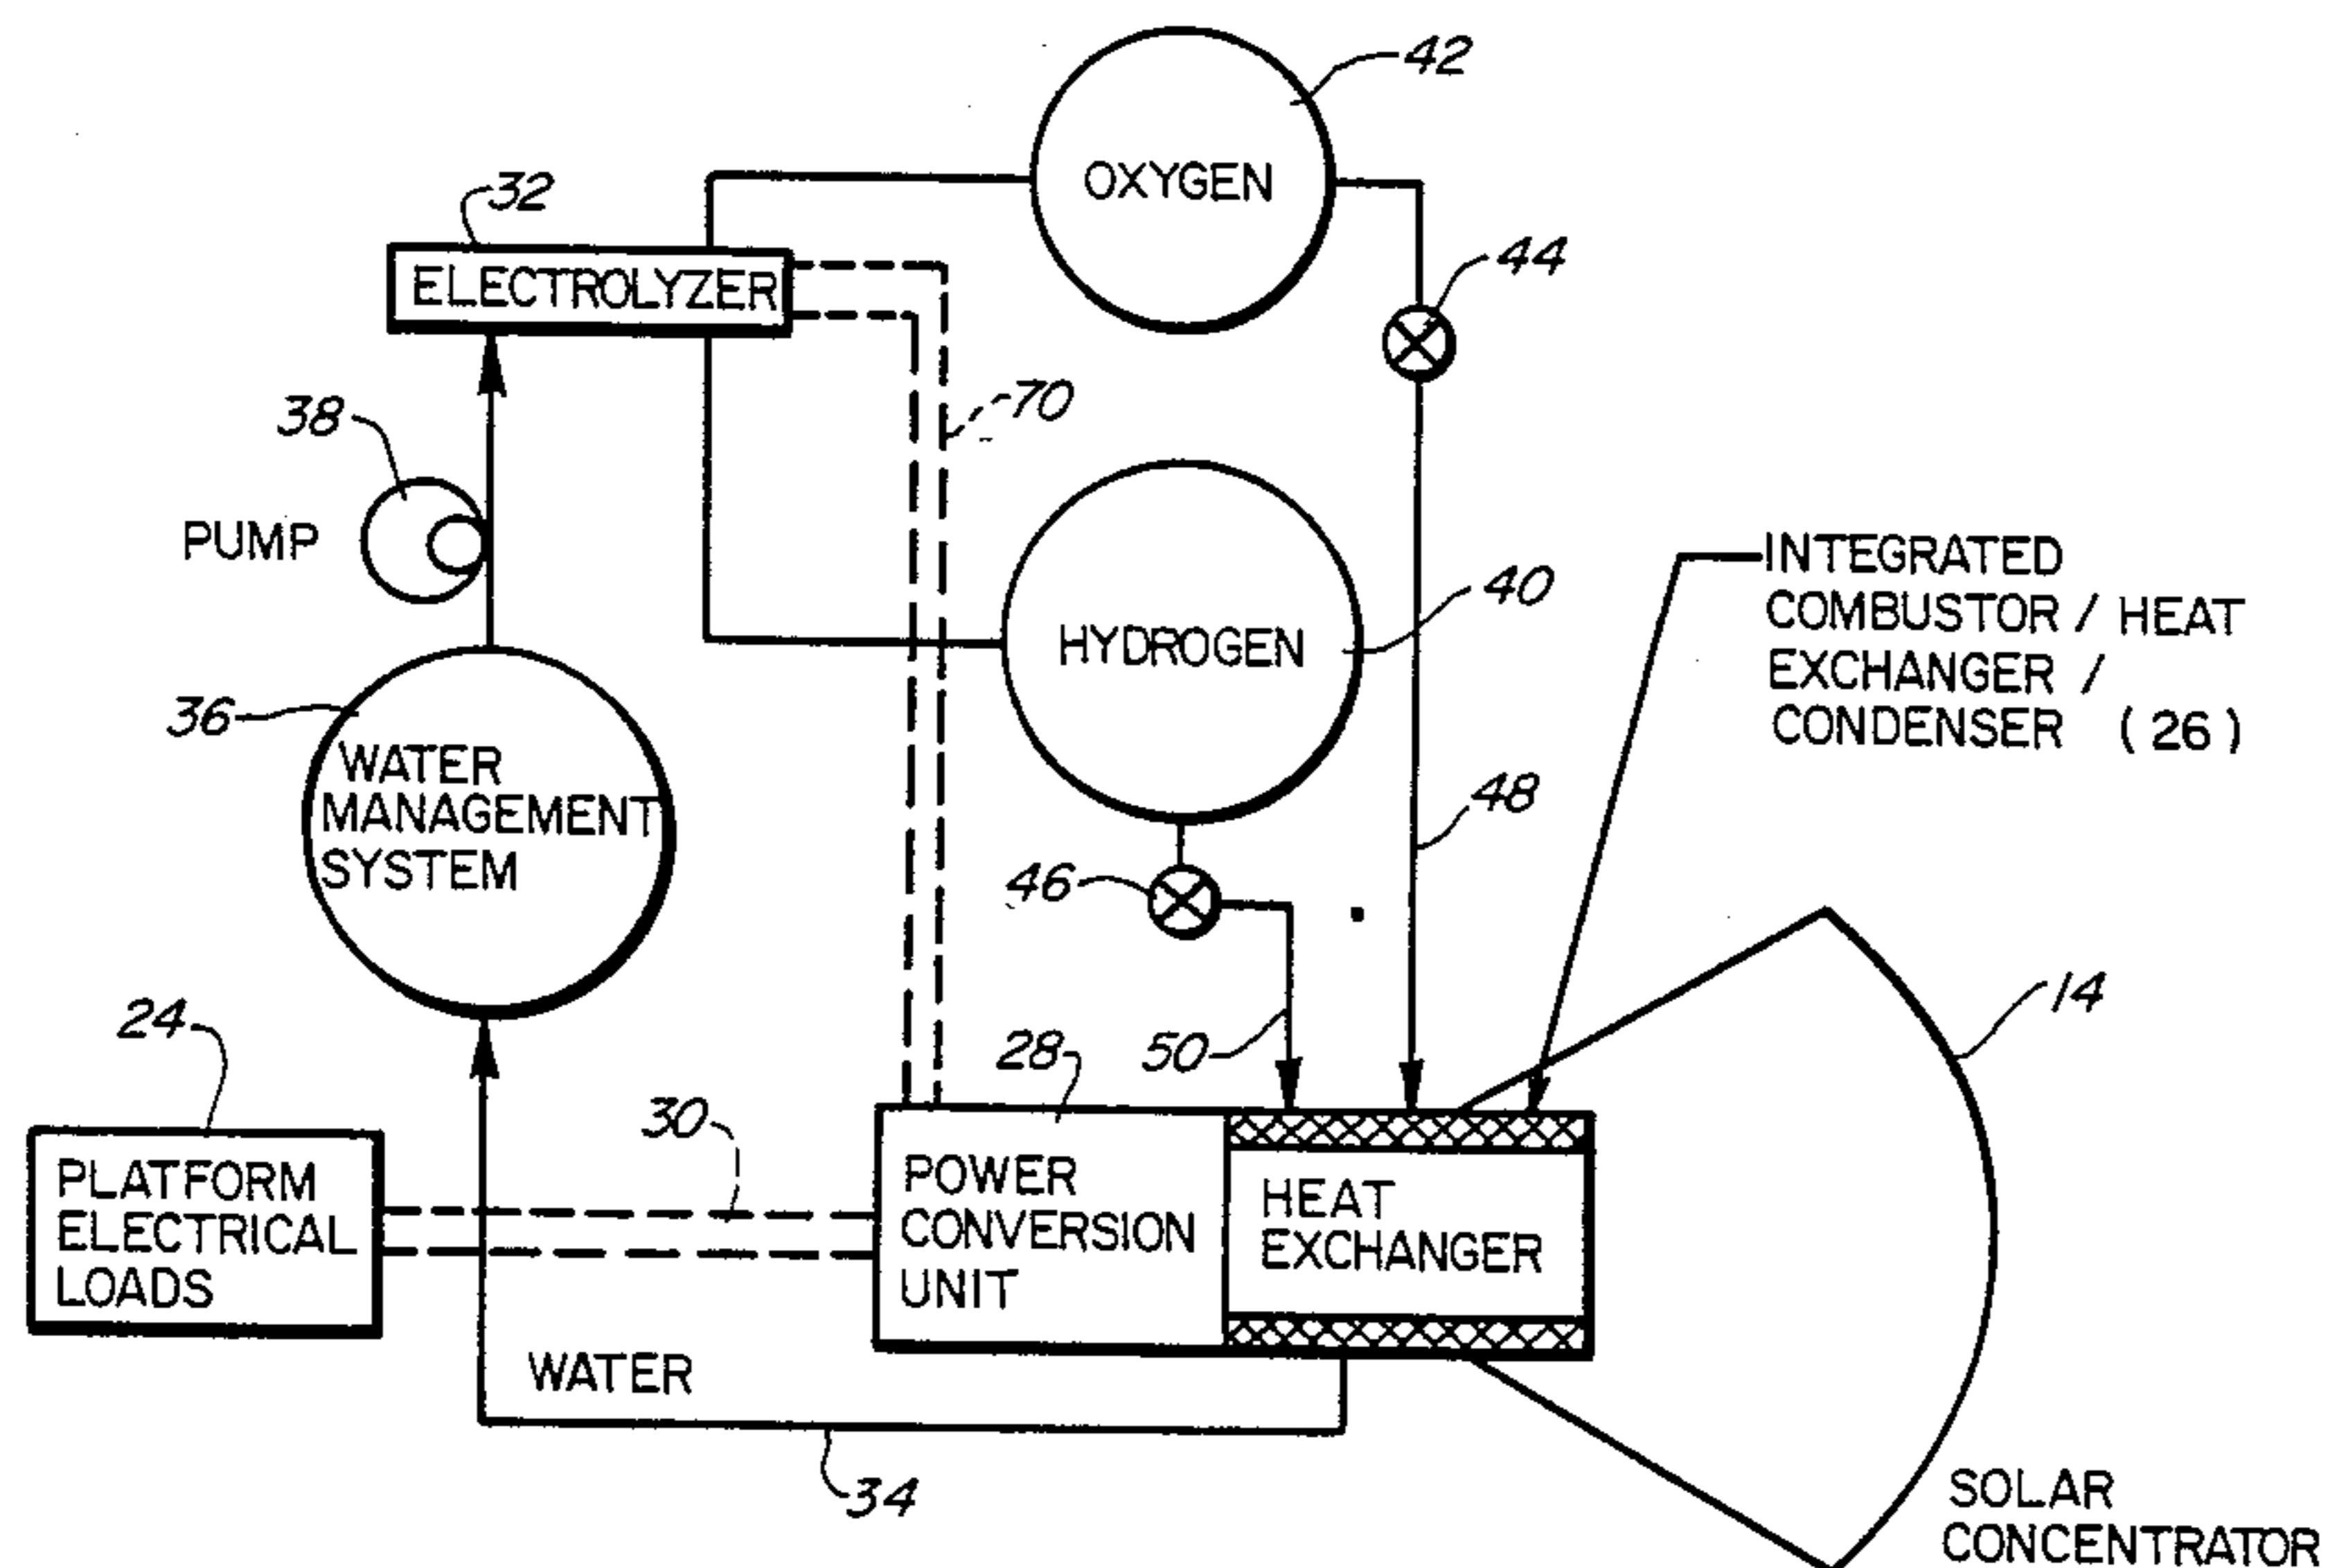 42
OXYGEN
32
44
ELECTROLYZER
70
38
PUMP
40
INTEGRATED
COMBUSTOR / HEAT
EXCHANGER /
CONDENSER (26)
HYDROGEN
36
WATER
MANAGEMENT
SYSTEM
48
46
14
24
28
50
30
PLATFORM
ELECTRICAL
LOADS
POWER
CONVERSION
UNIT
HEAT
EXCHANGER
WATER
34
SOLAR
CONCENTRATOR